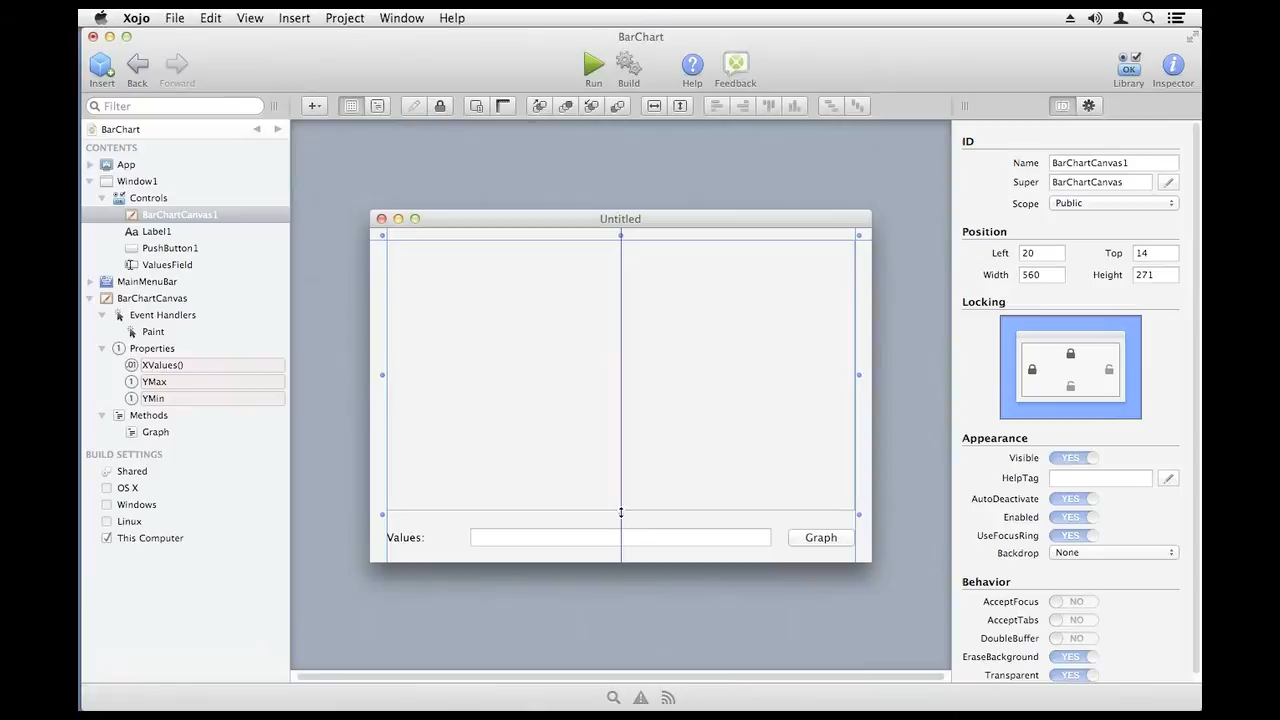 Xojo File Edit View Insert Project Window Help
BarChart
Insert Back Forward Run Build Help Feedback OK Library Inspector
Filter
BarChart
CONTENTS
App
Window1
Controls
BarChartCanvas1
Label1
PushButton1
ValuesField
MainMenuBar
BarChartCanvas
Event Handlers
Paint
Properties
XValues()
YMax
YMin
Methods
Graph
BUILD SETTINGS
Shared
OS X
Windows
Linux
This Computer
Untitled
Values: Graph
ID
Name BarChartCanvas1
Super BarChartCanvas
Scope Public
Position
Left 20 Top 14
Width 560 Height 271
Locking
Appearance
Visible YES
HelpTag
AutoDeactivate YES
Enabled YES
UseFocusRing YES
Backdrop None
Behavior
AcceptFocus NO
AcceptTabs NO
DoubleBuffer NO
EraseBackground YES
Transparent YES